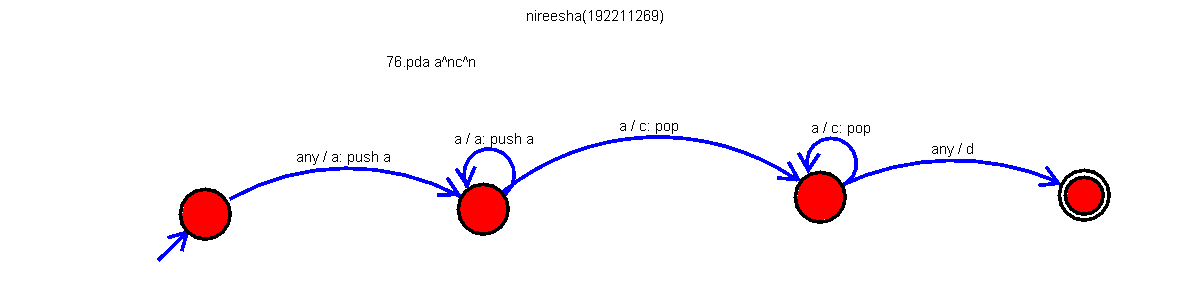 nireesha(192211269)
76.pda a^nc^n
any / a: push a
a / a: push a
a / c: pop
a / c: pop
any / d